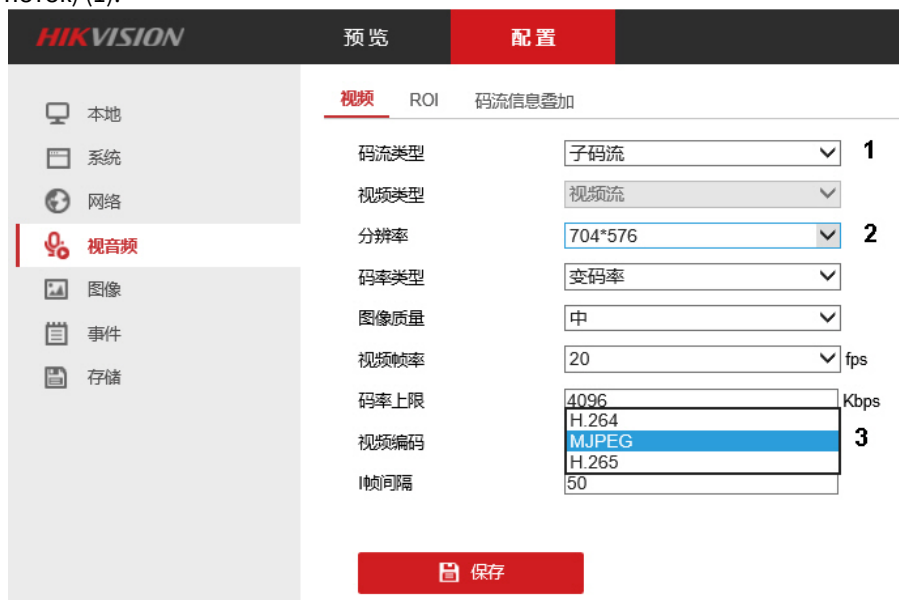 поток) (1).
HIKVISION 预览 配置
视频 ROI 码流信息叠加
本地
系统
网络
视音频
图像
事件
存储
码流类型 子码流 1
视频类型 视频流
分辨率 704*576 2
码率类型 变码率
图像质量 中
视频帧率 20 fps
码率上限 4096 Kbps
H.264
视频编码 MJPEG 3
H.265
I帧间隔 50
保存